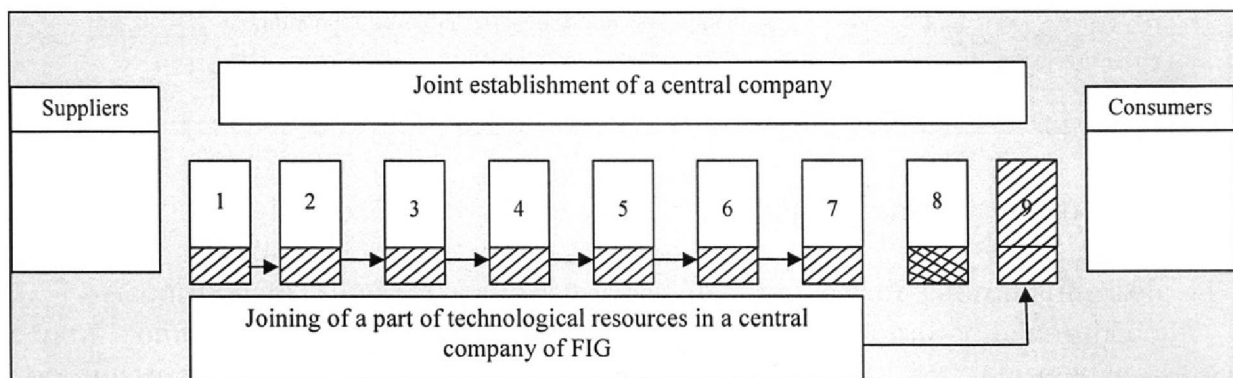 Joint establishment of a central company
Suppliers
Consumers
1
2
3
4
5
6
7
8
9
Joining of a part of technological resources in a central
company of FIG